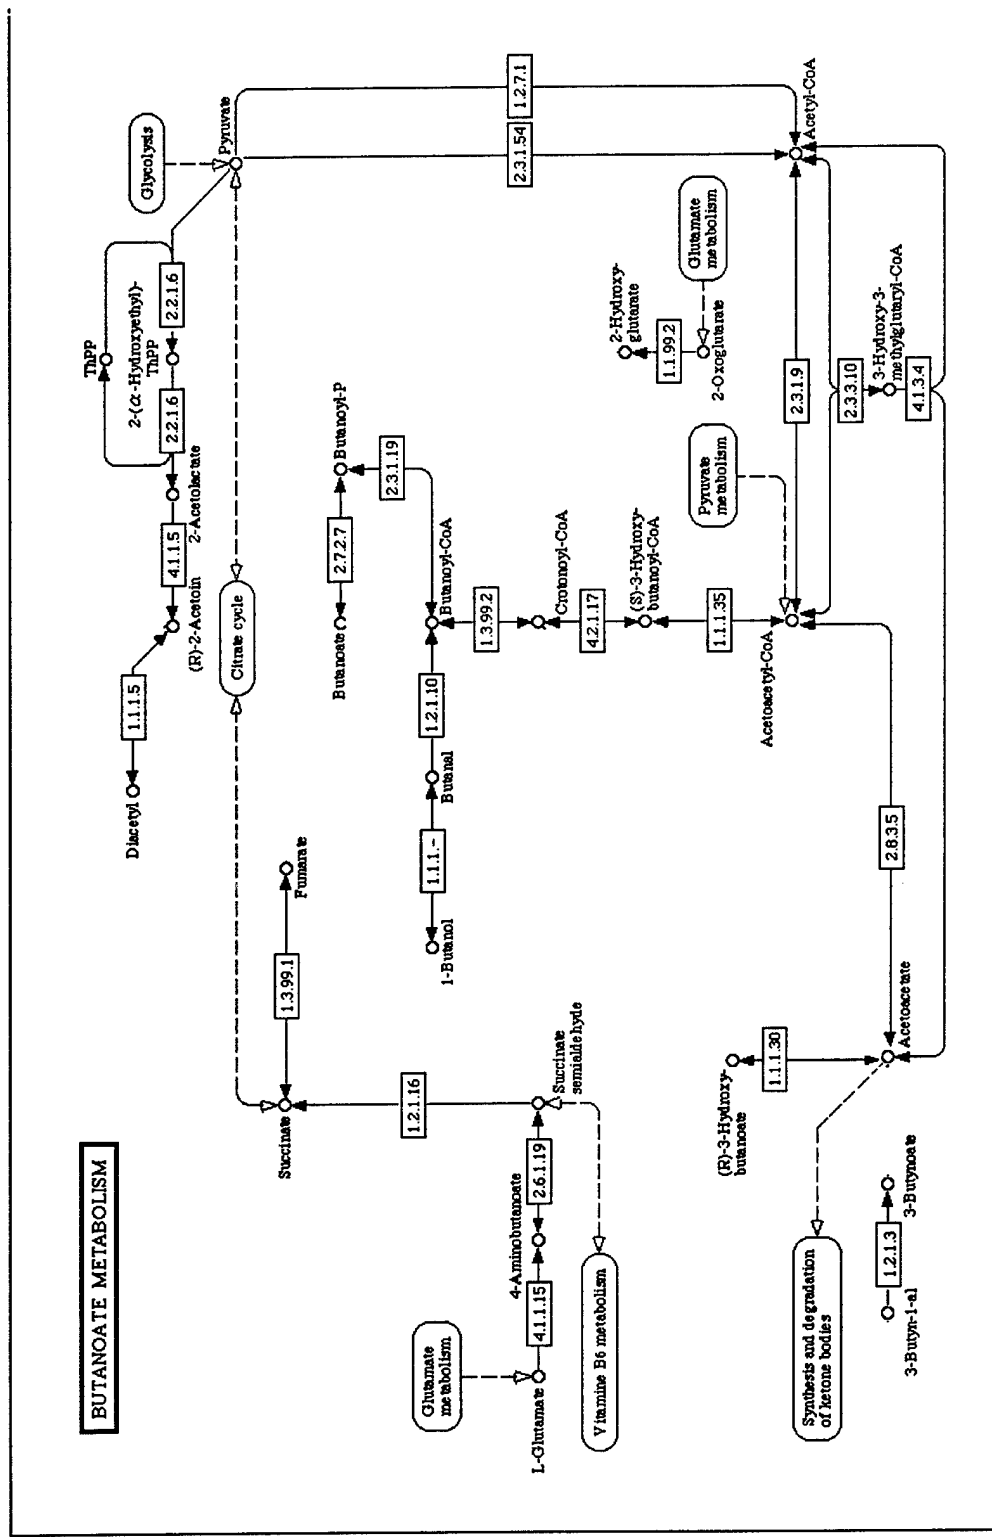 BUTANOATE METABOLISM
Glutamate
metabolism
L-Glutamate
4.1.1.15
4-Aminobutanoate
2.6.1.19
Succinate
semialdehyde
Vitamine B6 metabolism
1.2.1.16
Succinate
1.3.99.1
Fumarate
Citrate cycle
Diacetyl
1.1.1.5
(R)-2-Acetoin
4.1.1.5
2-Acetolactate
2.2.1.6
ThPP
2-(α-Hydroxyethyl)-
ThPP
2.2.1.6
Glycolysis
Pyruvate
1.2.7.1
2.3.1.54
Acetyl-CoA
1-Butanol
1.1.1.-
Butanal
1.2.1.10
Butanoyl-CoA
Butanoate
2.7.2.7
Butanoyl-P
2.3.1.19
1.3.99.2
Crotonoyl-CoA
4.2.1.17
(S)-3-Hydroxy-
butanoyl-CoA
1.1.1.35
Acetoacetyl-CoA
Pyruvate
metabolism
2-Hydroxy-
glutarate
1.1.99.2
2-Oxoglutarate
Glutamate
metabolism
2.3.1.9
2.3.3.10
3-Hydroxy-3-
methylglutaryl-CoA
4.1.3.4
2.8.3.5
Acetoacetate
(R)-3-Hydroxy-
butanoate
1.1.1.30
Synthesis and degradation
of ketone bodies
3-Butyn-1-al
1.2.1.3
3-Butynoate